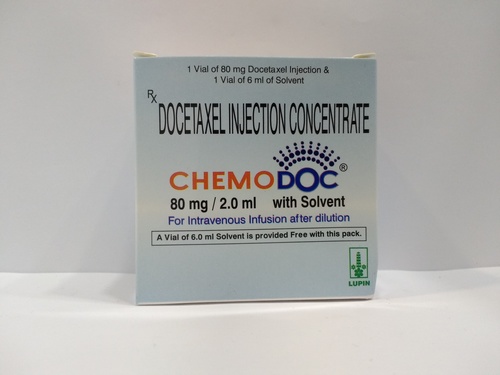 1 Vial of 80 mg Docetaxel Injection &
1 Vial of 6 ml of Solvent
Rx
DOCETAXEL INJECTION CONCENTRATE
CHEMODOC®
80 mg / 2.0 ml with Solvent
For Intravenous Infusion after dilution
A Vial of 6.0 ml Solvent is provided Free with this pack.
LUPIN